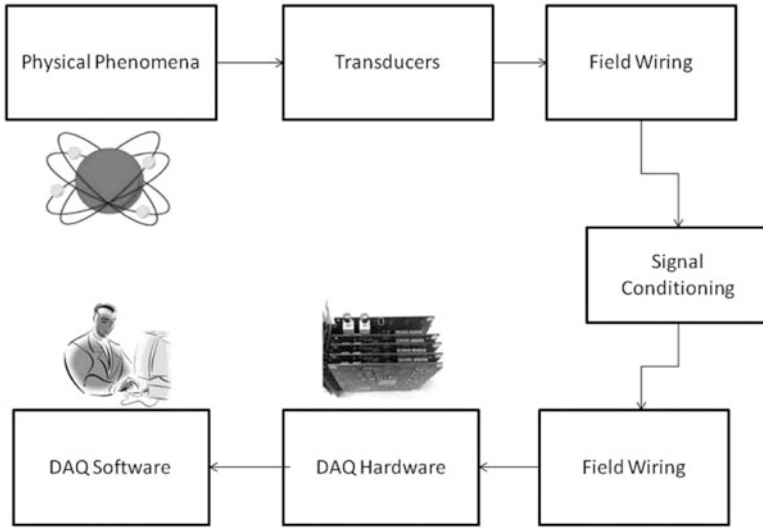 Physical Phenomena
Transducers
Field Wiring
Signal
Conditioning
Field Wiring
DAQ Hardware
DAQ Software